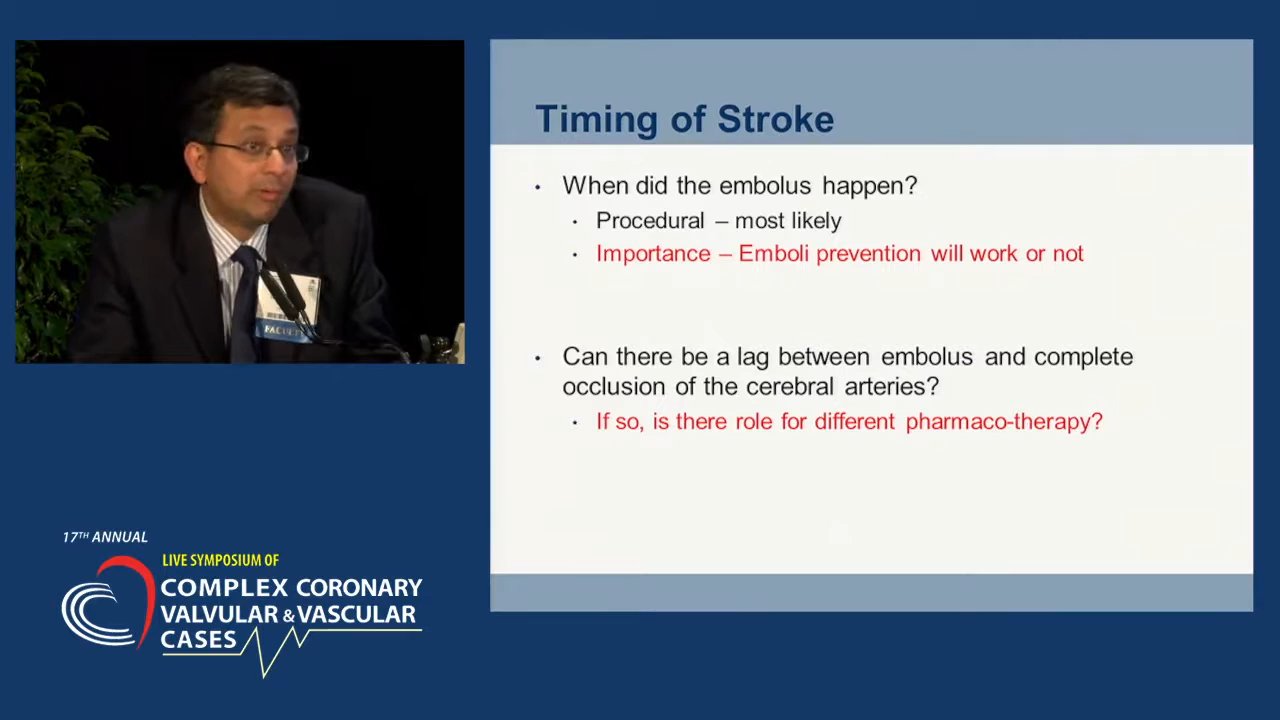 Timing of Stroke
• When did the embolus happen?
• Procedural – most likely
• Importance – Emboli prevention will work or not
• Can there be a lag between embolus and complete
occlusion of the cerebral arteries?
• If so, is there role for different pharmaco-therapy?
FACULTY
17TH ANNUAL
LIVE SYMPOSIUM OF
COMPLEX CORONARY
VALVULAR & VASCULAR
CASES